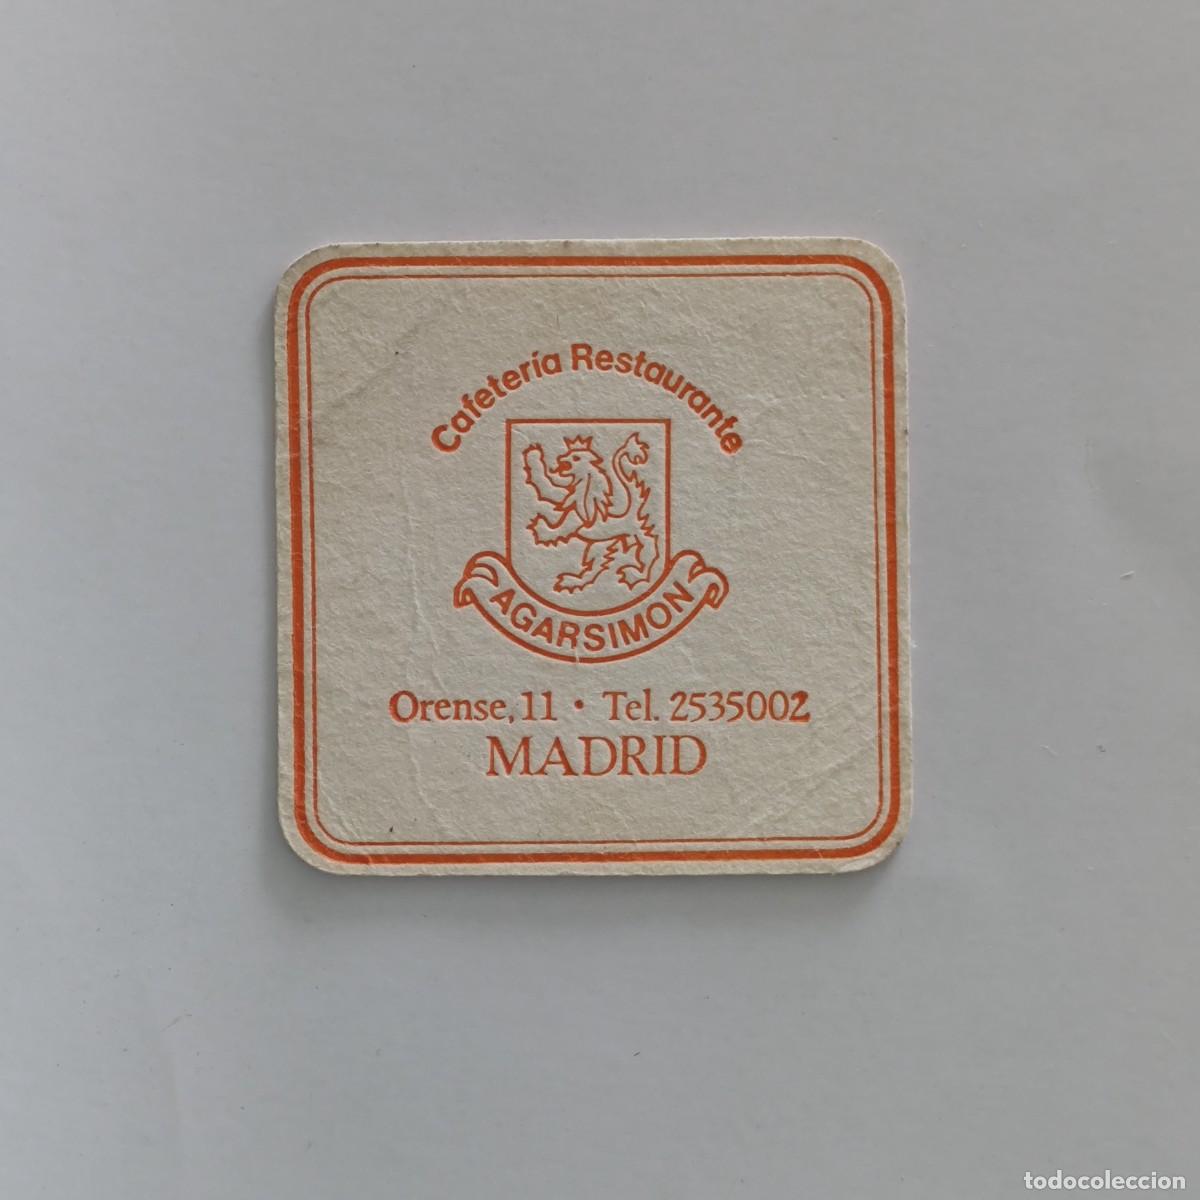 Cafetería Restaurante
AGARSIMON
Orense, 11 • Tel. 2535002
MADRID
todocoleccion